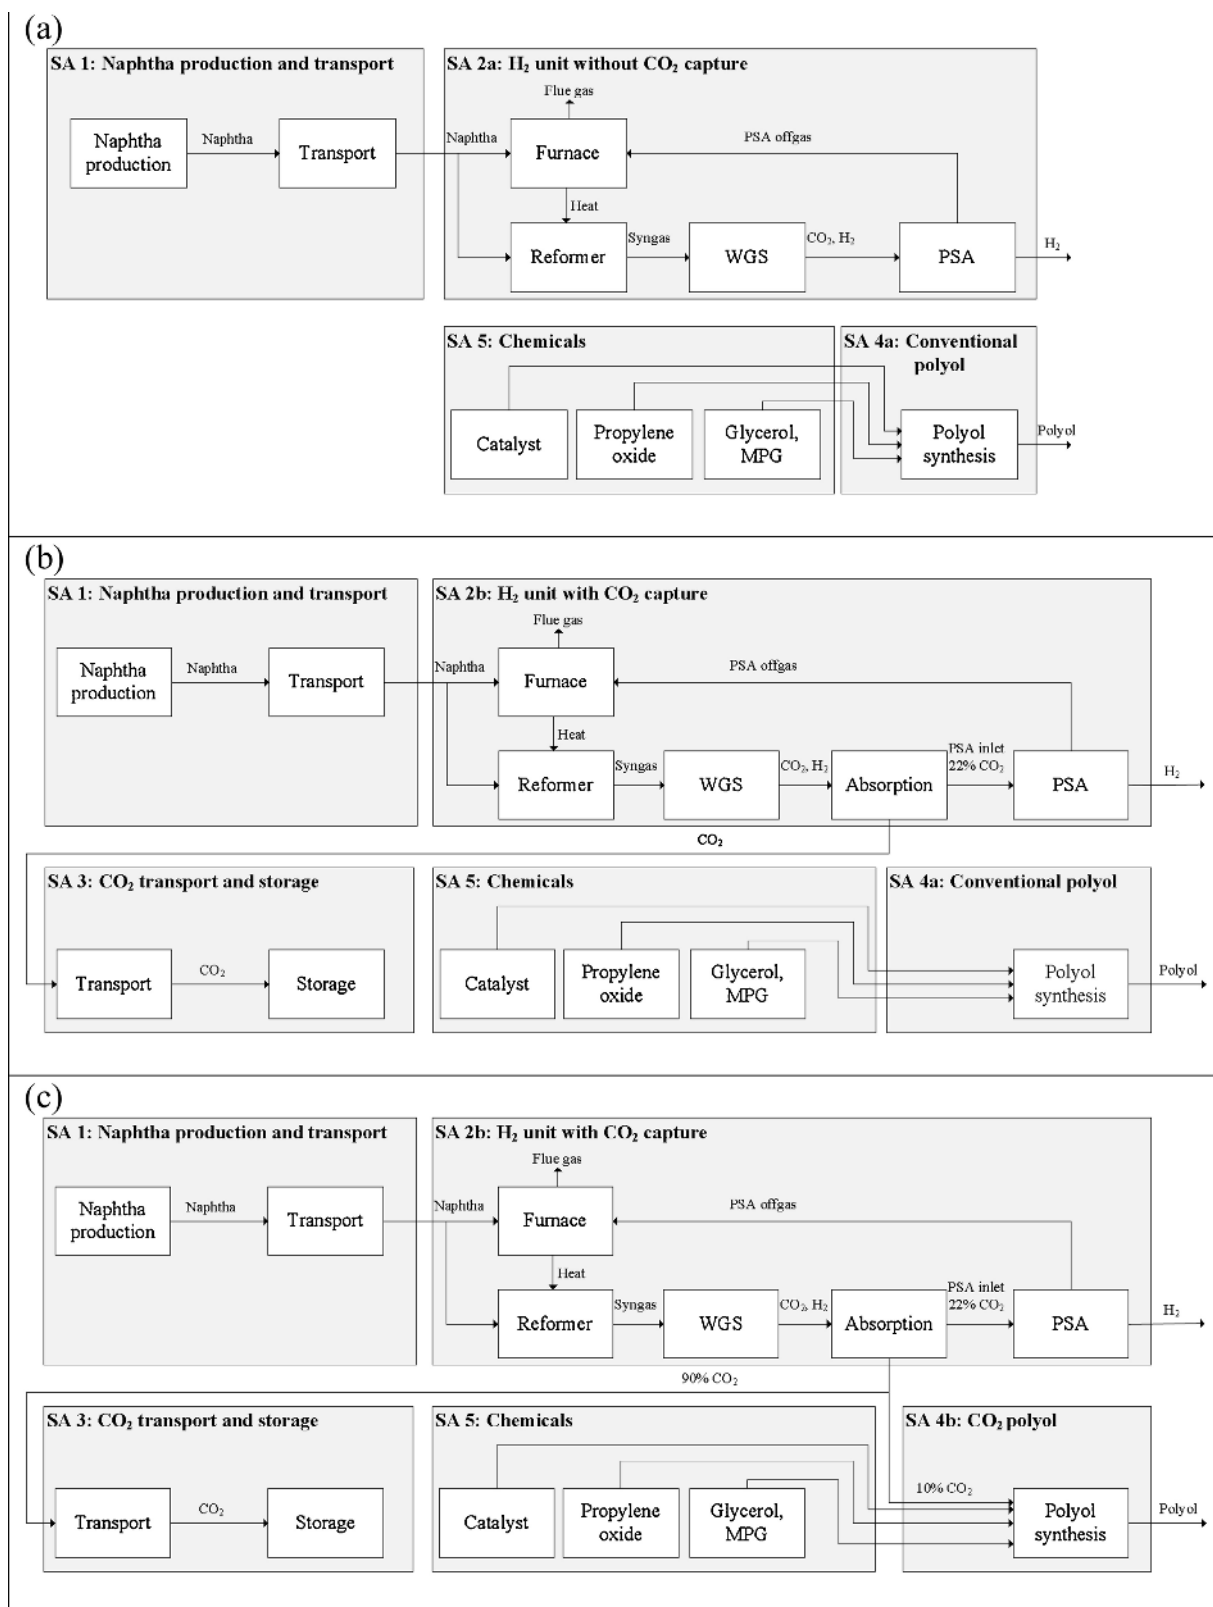 (a)
SA 1: Naphtha production and transport
SA 2a: H₂ unit without CO₂ capture
Flue gas
Naphtha
production
Naphtha
Transport
Naphtha
Furnace
PSA offgas
Heat
Reformer
Syngas
WGS
CO₂, H₂
PSA
H₂
SA 5: Chemicals
SA 4a: Conventional
polyol
Catalyst
Propylene
oxide
Glycerol,
MPG
Polyol
synthesis
Polyol
(b)
SA 1: Naphtha production and transport
SA 2b: H₂ unit with CO₂ capture
Flue gas
Naphtha
production
Naphtha
Transport
Naphtha
Furnace
PSA offgas
Heat
Reformer
Syngas
WGS
CO₂, H₂
Absorption
PSA inlet
22% CO₂
PSA
H₂
CO₂
SA 3: CO₂ transport and storage
SA 5: Chemicals
SA 4a: Conventional polyol
Transport
CO₂
Storage
Catalyst
Propylene
oxide
Glycerol,
MPG
Polyol
synthesis
Polyol
(c)
SA 1: Naphtha production and transport
SA 2b: H₂ unit with CO₂ capture
Flue gas
Naphtha
production
Naphtha
Transport
Naphtha
Furnace
PSA offgas
Heat
Reformer
Syngas
WGS
CO₂, H₂
Absorption
PSA inlet
22% CO₂
PSA
H₂
90% CO₂
SA 3: CO₂ transport and storage
SA 5: Chemicals
SA 4b: CO₂ polyol
10% CO₂
Transport
CO₂
Storage
Catalyst
Propylene
oxide
Glycerol,
MPG
Polyol
synthesis
Polyol